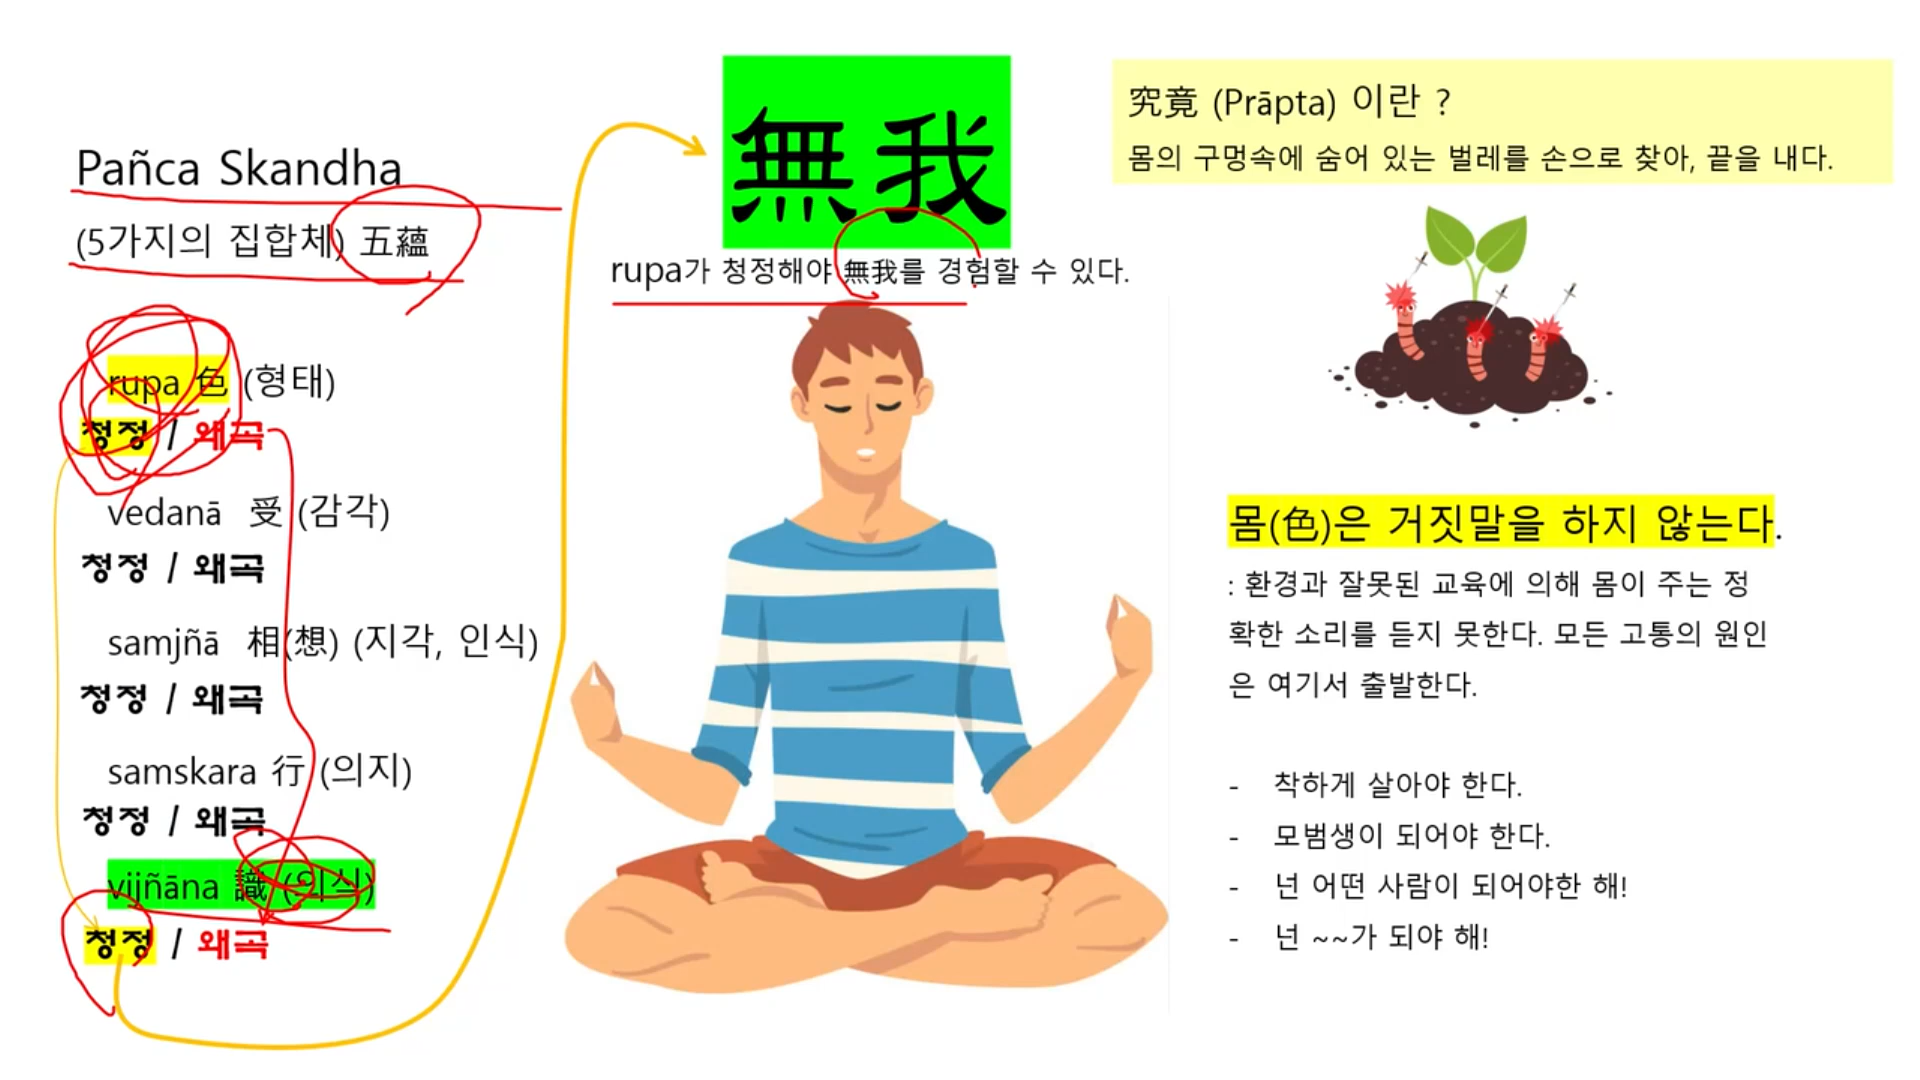 Pañca Skandha
(5가지의 집합체) 五蘊
rupa 色 (형태)
청정 / 왜곡
vedanā 受 (감각)
청정 / 왜곡
samjñā 相(想) (지각, 인식)
청정 / 왜곡
samskara 行 (의지)
청정 / 왜곡
vijñāna 識 (의식)
청정 / 왜곡
無我
rupa가 청정해야 無我를 경험할 수 있다.
究竟 (Prāpta) 이란 ?
몸의 구멍속에 숨어 있는 벌레를 손으로 찾아, 끝을 내다.
몸(色)은 거짓말을 하지 않는다.
: 환경과 잘못된 교육에 의해 몸이 주는 정
확한 소리를 듣지 못한다. 모든 고통의 원인
은 여기서 출발한다.
- 착하게 살아야 한다.
- 모범생이 되어야 한다.
- 넌 어떤 사람이 되어야한 해!
- 넌 ~~가 되야 해!